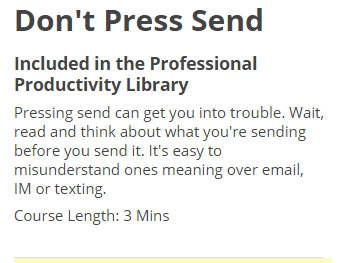 Don't Press Send
Included in the Professional
Productivity Library
Pressing send can get you into trouble. Wait,
read and think about what you're sending
before you send it. It's easy to
misunderstand ones meaning over email,
IM or texting.
Course Length: 3 Mins